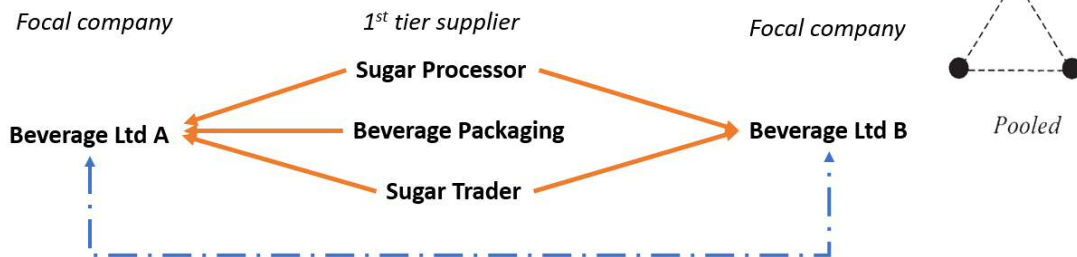 Focal company
1st tier supplier
Focal company
Sugar Processor
Beverage Ltd A
Beverage Packaging
Beverage Ltd B
Pooled
Sugar Trader